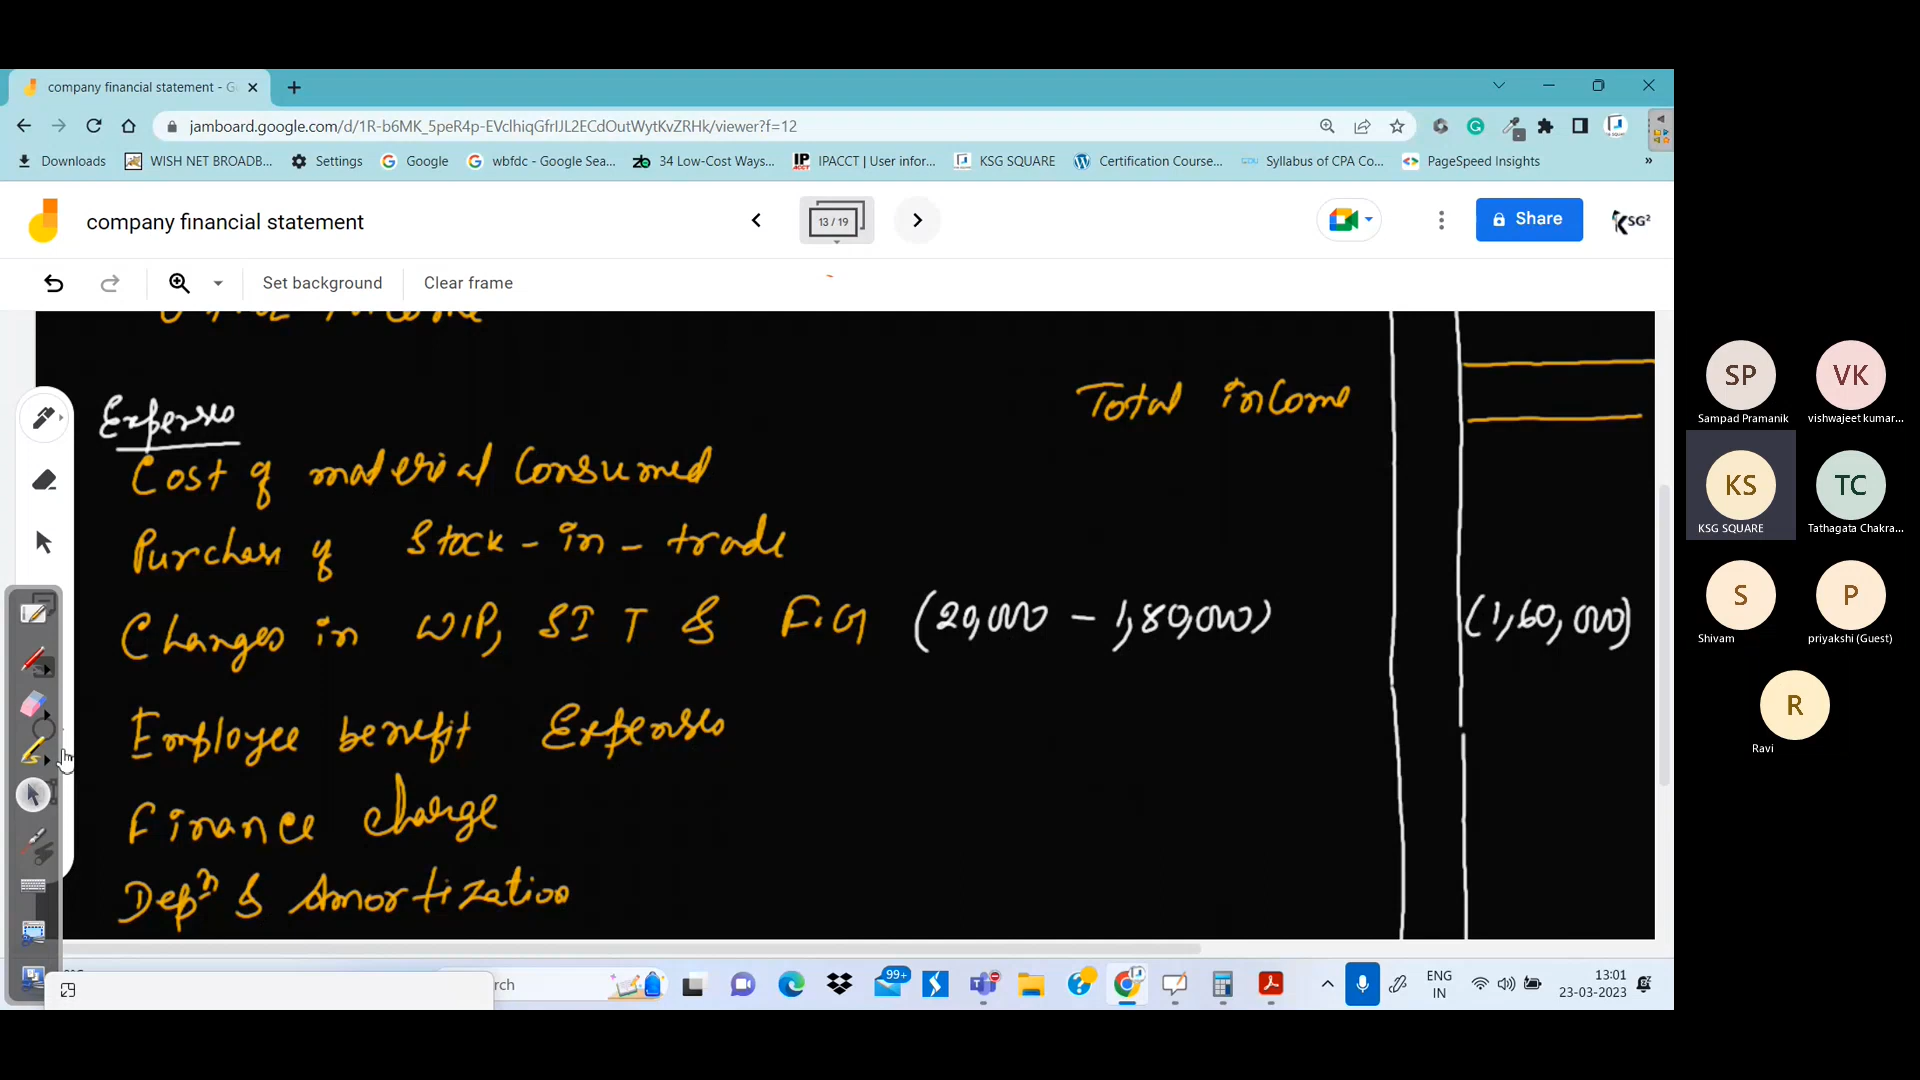 company financial statement - G
jamboard.google.com/d/1R-b6MK_5peR4p-EVclhiqGfrIJL2ECdOutWytKvZRHk/viewer?f=12
Downloads WISH NET BROADB... Settings Google wbfdc - Google Sea... 34 Low-Cost Ways... IPACCT | User infor... KSG SQUARE Certification Course... Syllabus of CPA Co... PageSpeed Insights »
company financial statement
13 / 19
Share
KSG²
Set background Clear frame
Total income
Expenses
Cost of material Consumed
Purchase of Stock-in-trade
Changes in WIP, SIT & F.G (20,000 - 1,80,000) (1,60,000)
Employee benefit Expenses
Finance charge
Depn & Amortization
rch
99+
ENG
IN
13:01
23-03-2023
SP
Sampad Pramanik
VK
vishwajeet kumar...
KS
KSG SQUARE
TC
Tathagata Chakra...
S
Shivam
P
priyakshi (Guest)
R
Ravi